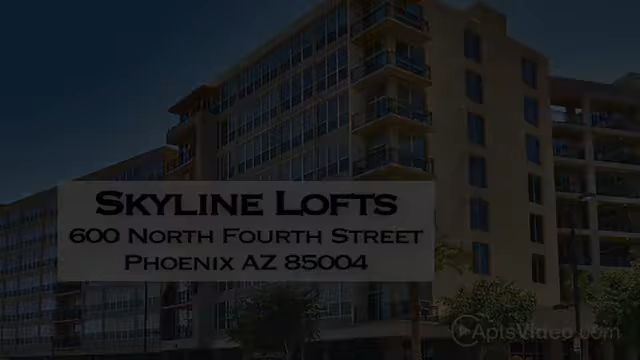 Skyline Lofts
600 North Fourth Street
Phoenix AZ 85004
AptsVideo.com